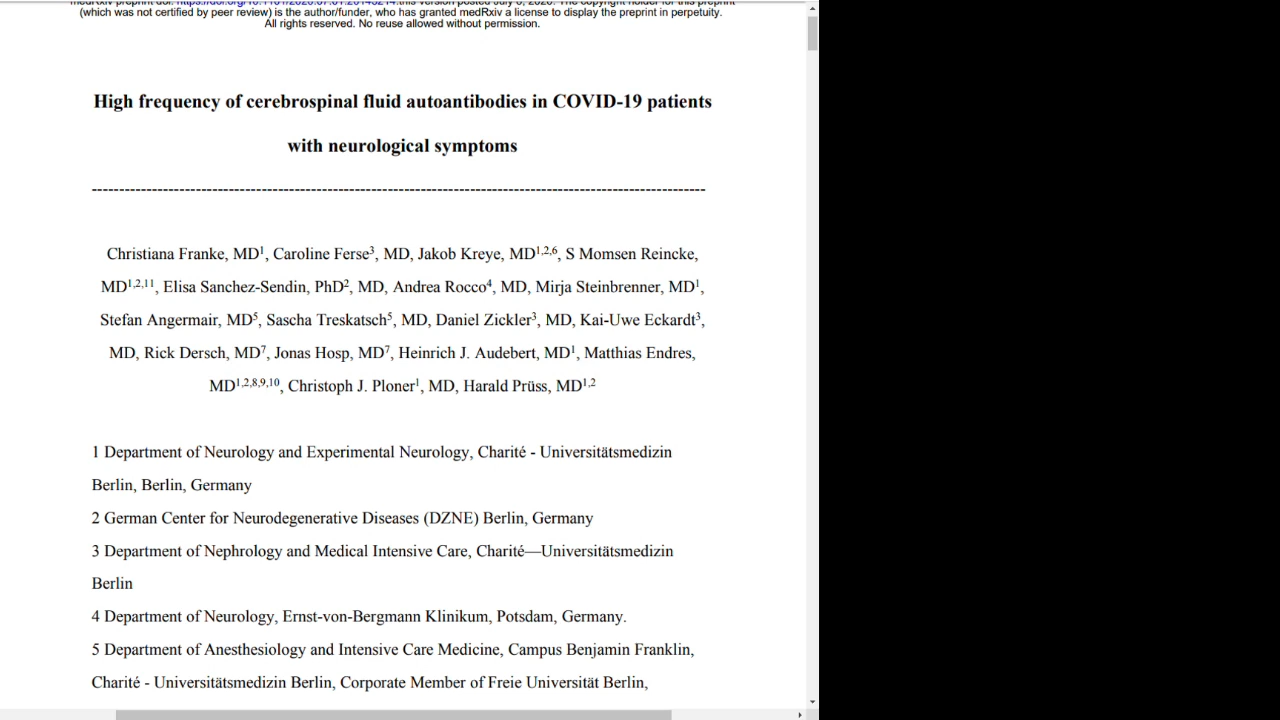 (which was not certified by peer review) is the author/funder, who has granted medRxiv a license to display the preprint in perpetuity.
All rights reserved. No reuse allowed without permission.
High frequency of cerebrospinal fluid autoantibodies in COVID-19 patients
with neurological symptoms
-----------------------------------------------------------------------------------------------------------------
Christiana Franke, MD1, Caroline Ferse3, MD, Jakob Kreye, MD1,2,6, S Momsen Reincke,
MD1,2,11, Elisa Sanchez-Sendin, PhD2, MD, Andrea Rocco4, MD, Mirja Steinbrenner, MD1,
Stefan Angermair, MD5, Sascha Treskatsch5, MD, Daniel Zickler3, MD, Kai-Uwe Eckardt3,
MD, Rick Dersch, MD7, Jonas Hosp, MD7, Heinrich J. Audebert, MD1, Matthias Endres,
MD1,2,8,9,10, Christoph J. Ploner1, MD, Harald Prüss, MD1,2
1 Department of Neurology and Experimental Neurology, Charité - Universitätsmedizin
Berlin, Berlin, Germany
2 German Center for Neurodegenerative Diseases (DZNE) Berlin, Germany
3 Department of Nephrology and Medical Intensive Care, Charité—Universitätsmedizin
Berlin
4 Department of Neurology, Ernst-von-Bergmann Klinikum, Potsdam, Germany.
5 Department of Anesthesiology and Intensive Care Medicine, Campus Benjamin Franklin,
Charité - Universitätsmedizin Berlin, Corporate Member of Freie Universität Berlin,